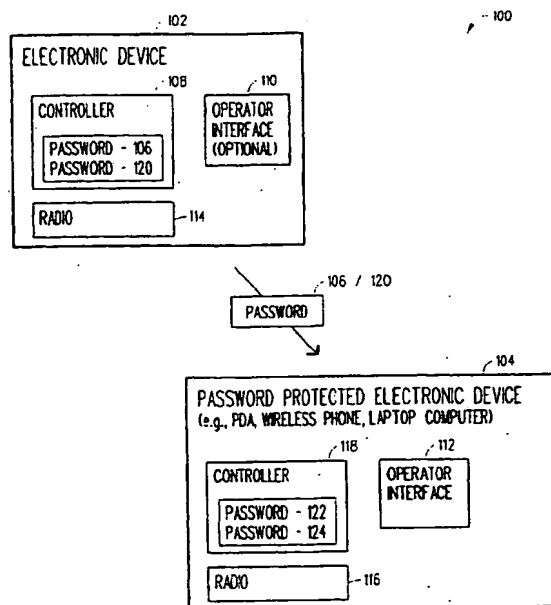 100
102
ELECTRONIC DEVICE
108
CONTROLLER
PASSWORD - 106
PASSWORD - 120
110
OPERATOR
INTERFACE
(OPTIONAL)
RADIO
114
106 / 120
PASSWORD
104
PASSWORD PROTECTED ELECTRONIC DEVICE
(e.g., PDA, WIRELESS PHONE, LAPTOP COMPUTER)
118
CONTROLLER
PASSWORD - 122
PASSWORD - 124
112
OPERATOR
INTERFACE
RADIO
116